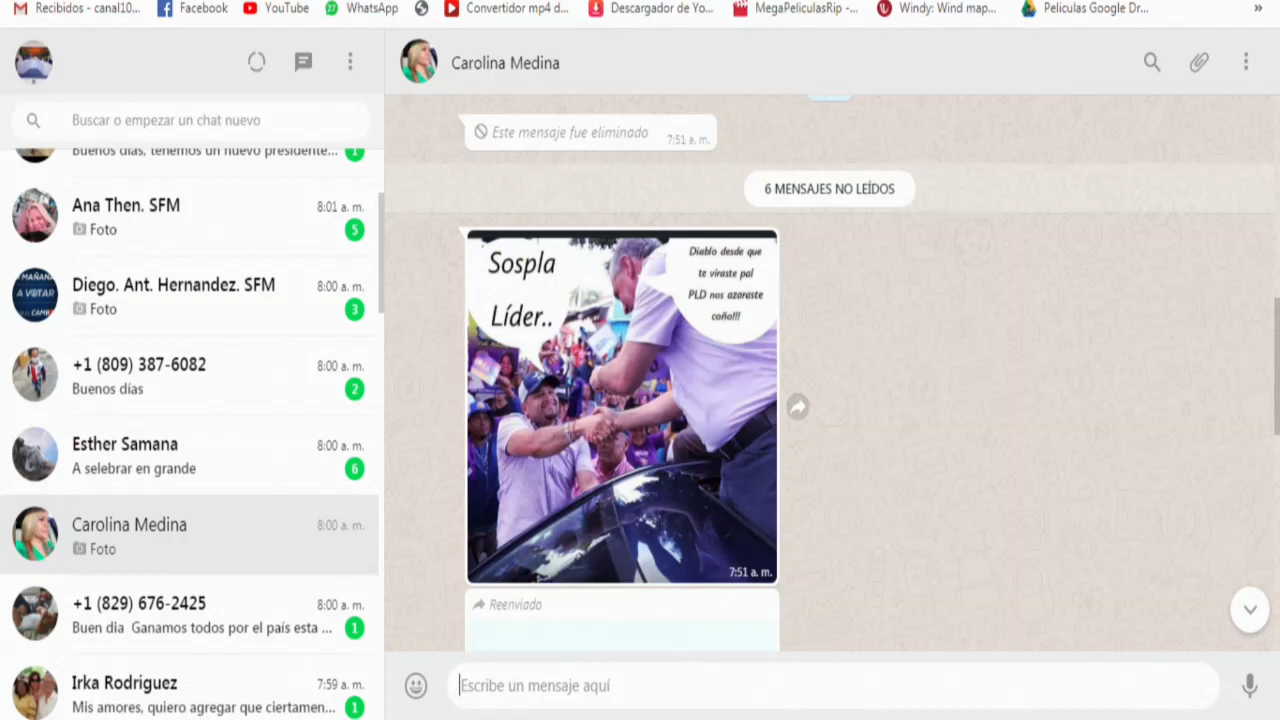 Recibidos - canal10...
Facebook
YouTube
27
WhatsApp
Convertidor mp4 d...
Descargador de Yo...
MegaPeliculasRip -...
Windy: Wind map...
Peliculas Google Dr...
»
Carolina Medina
Buscar o empezar un chat nuevo
Buenos días, tenemos un nuevo presidente...
1
Ana Then. SFM
8:01 a. m.
Foto
5
Diego. Ant. Hernandez. SFM
8:00 a. m.
Foto
3
MAÑANA
A VOTAR
+1 (809) 387-6082
8:00 a. m.
Buenos días
2
Esther Samana
8:00 a. m.
A selebrar en grande
6
Carolina Medina
8:00 a. m.
Foto
+1 (829) 676-2425
8:00 a. m.
Buen dia Ganamos todos por el país esta ...
1
Irka Rodriguez
7:59 a. m.
Mis amores, quiero agregar que ciertamen...
1
Este mensaje fue eliminado
7:51 a. m.
6 MENSAJES NO LEÍDOS
Sospla
Líder..
Diablo desde que
te viraste pal
PLD nos azaraste
coño!!!
7:51 a. m.
Reenviado
Escribe un mensaje aquí